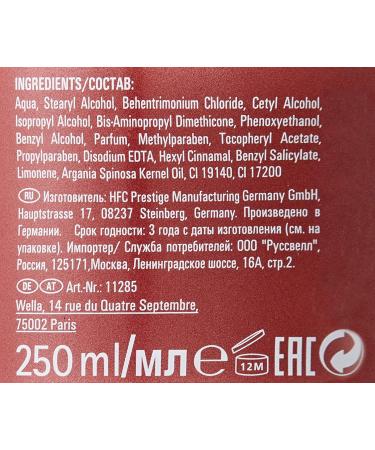 INGREDIENTS/СОСТАВ:
Aqua, Stearyl Alcohol, Behentrimonium Chloride, Cetyl Alcohol,
Isopropyl Alcohol, Bis-Aminopropyl Dimethicone, Phenoxyethanol,
Benzyl Alcohol, Parfum, Methylparaben, Tocopheryl Acetate,
Propylparaben, Disodium EDTA, Hexyl Cinnamal, Benzyl Salicylate,
Limonene, Argania Spinosa Kernel Oil, CI 19140, CI 17200
RU Изготовитель: HFC Prestige Manufacturing Germany GmbH,
Hauptstrasse 17, 08237 Steinberg, Germany. Произведено в
Германии. Срок годности: 3 года с даты изготовления (см. на
упаковке). Импортер/ Служба потребителей: ООО "Руссвелл",
Россия, 125171,Москва, Ленинградское шоссе, 16А, стр.2.
DE AT Art.-Nr.: 11285
Wella, 14 rue du Quatre Septembre,
75002 Paris
250 ml/мл e 12M EAC